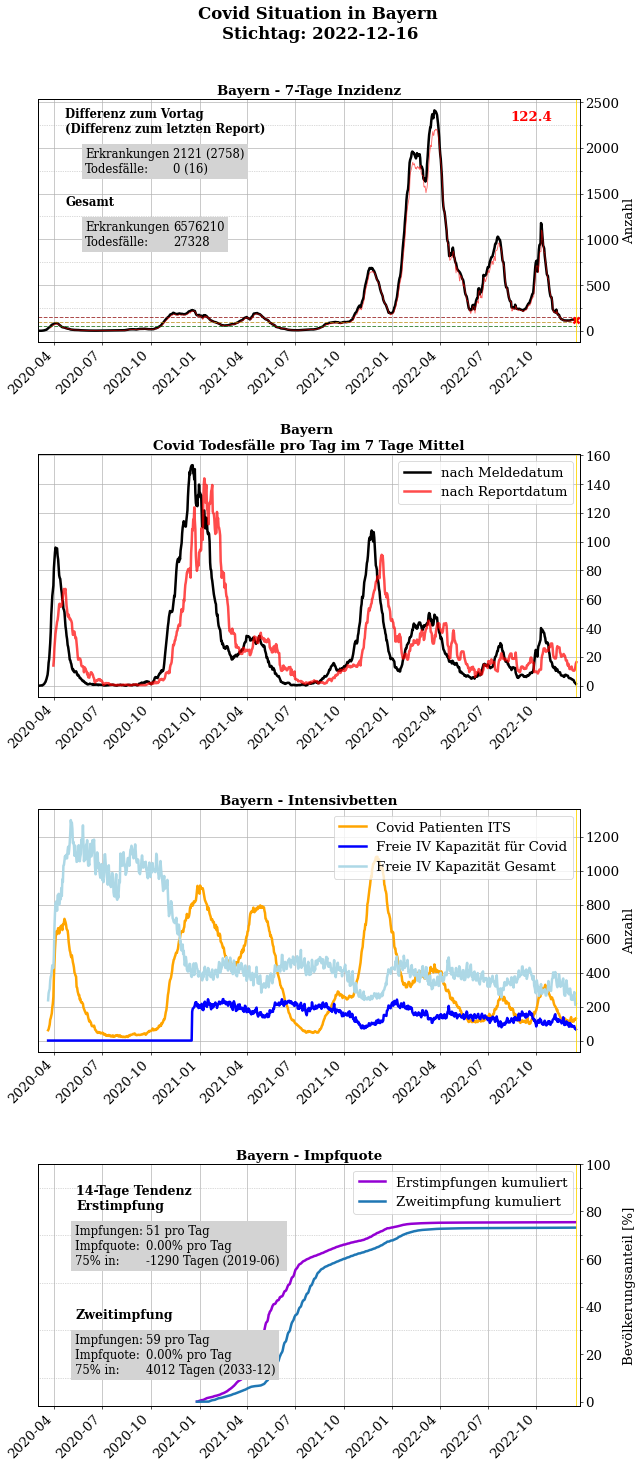 Covid Situation in Bayern
Stichtag: 2022-12-16
Bayern - 7-Tage Inzidenz
Differenz zum Vortag
(Differenz zum letzten Report)
Erkrankungen 2121 (2758)
Todesfälle: 0 (16)
Gesamt
Erkrankungen 6576210
Todesfälle: 27328
122.4
2500
2000
1500
1000
500
0
Anzahl
2020-04
2020-07
2020-10
2021-01
2021-04
2021-07
2021-10
2022-01
2022-04
2022-07
2022-10
Bayern
Covid Todesfälle pro Tag im 7 Tage Mittel
nach Meldedatum
nach Reportdatum
160
140
120
100
80
60
40
20
0
2020-04
2020-07
2020-10
2021-01
2021-04
2021-07
2021-10
2022-01
2022-04
2022-07
2022-10
Bayern - Intensivbetten
Covid Patienten ITS
Freie IV Kapazität für Covid
Freie IV Kapazität Gesamt
1200
1000
800
600
400
200
0
Anzahl
2020-04
2020-07
2020-10
2021-01
2021-04
2021-07
2021-10
2022-01
2022-04
2022-07
2022-10
Bayern - Impfquote
14-Tage Tendenz
Erstimpfung
Impfungen: 51 pro Tag
Impfquote: 0.00% pro Tag
75% in: -1290 Tagen (2019-06)
Zweitimpfung
Impfungen: 59 pro Tag
Impfquote: 0.00% pro Tag
75% in: 4012 Tagen (2033-12)
Erstimpfungen kumuliert
Zweitimpfung kumuliert
100
80
60
40
20
0
Bevölkerungsanteil [%]
2020-04
2020-07
2020-10
2021-01
2021-04
2021-07
2021-10
2022-01
2022-04
2022-07
2022-10